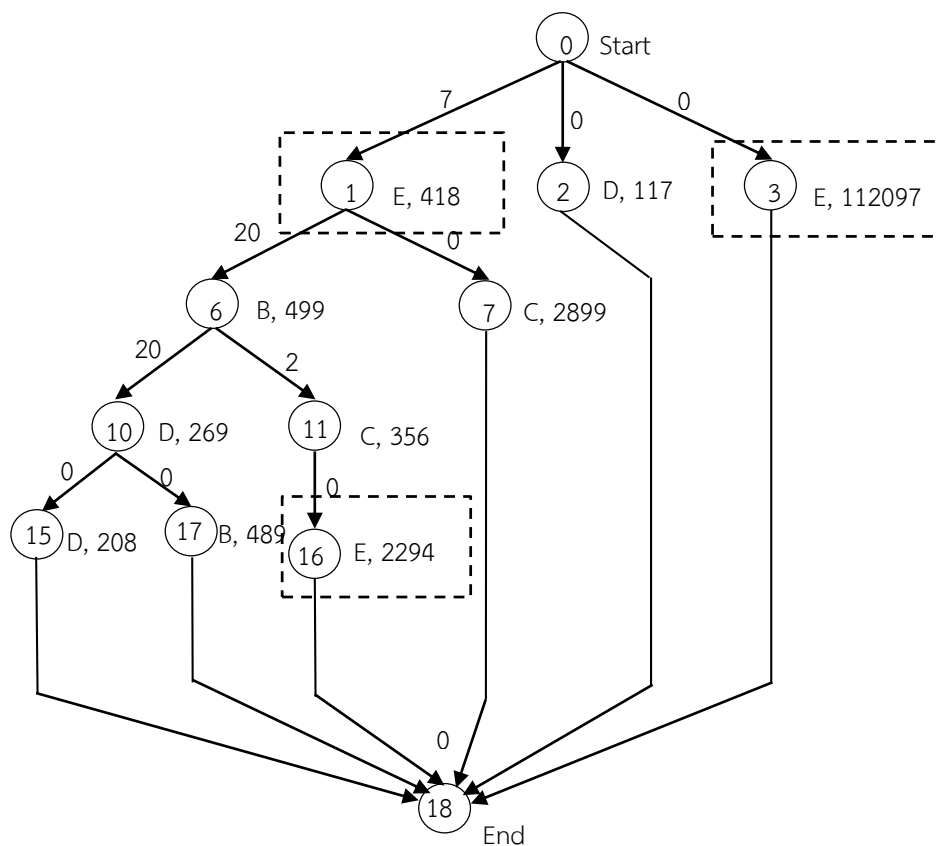 0 Start
7
0
0
1 E, 418
2 D, 117
3 E, 112097
20
0
6 B, 499
7 C, 2899
20
2
10 D, 269
11 C, 356
0
0
0
15 D, 208
17 B, 489
16 E, 2294
0
18
End